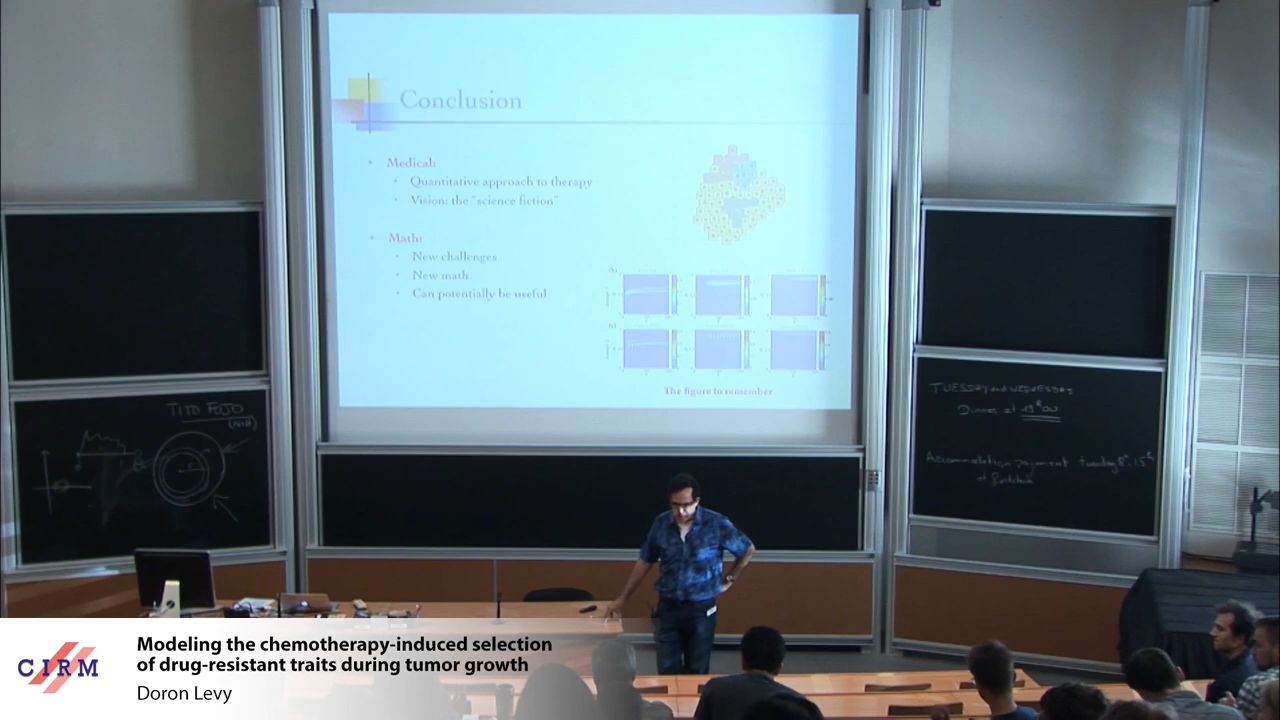 Conclusion
Medical:
Quantitative approach to therapy
Vision: the "science fiction"
Math:
New challenges
New math
Can potentially be useful
The figure to remember
TITO FOJO
(NIH)
TUESDAY and WEDNESDAY
Dinner at 19h00
Accommodation payment tuesday
at
CIRM
Modeling the chemotherapy-induced selection
of drug-resistant traits during tumor growth
Doron Levy